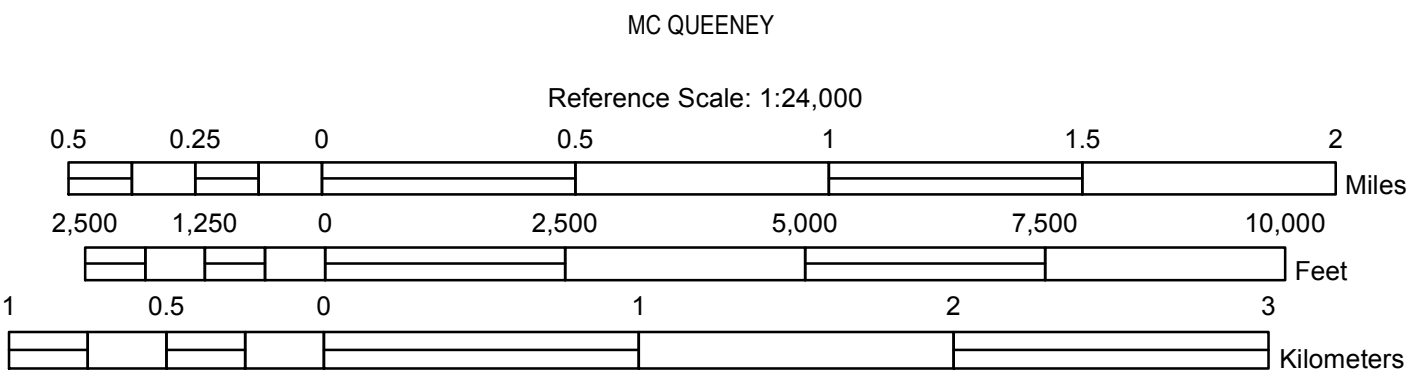 MC QUEENEY
Reference Scale: 1:24,000
0.5 0.25 0 0.5 1 1.5 2
Miles
2,500 1,250 0 2,500 5,000 7,500 10,000
Feet
1 0.5 0 1 2 3
Kilometers